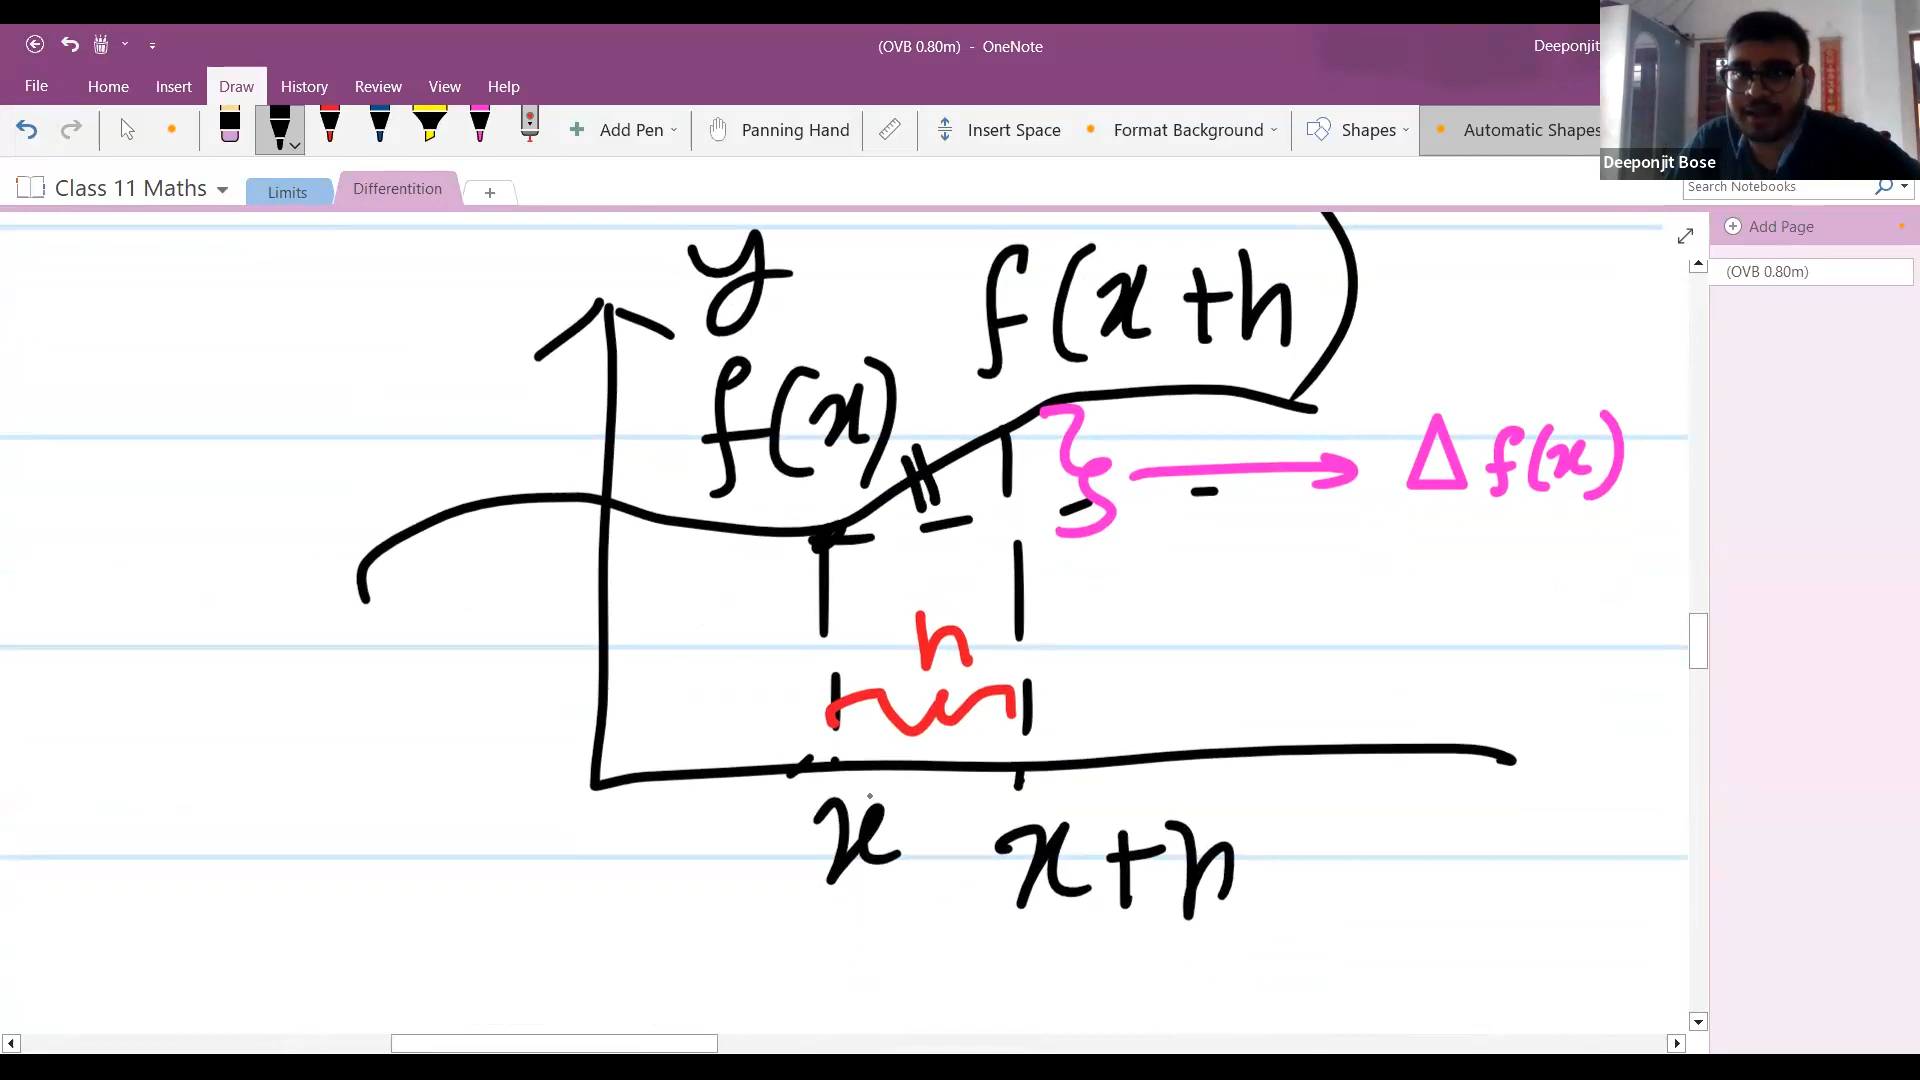 (OVB 0.80m) - OneNote
Deeponjit
File Home Insert Draw History Review View Help
Add Pen Panning Hand Insert Space Format Background Shapes Automatic Shapes
Deeponjit Bose
Class 11 Maths Limits Differentition +
Search Notebooks
Add Page
(OVB 0.80m)
y
f(x+h)
f(x)
Δ f(x)
h
x
x+h